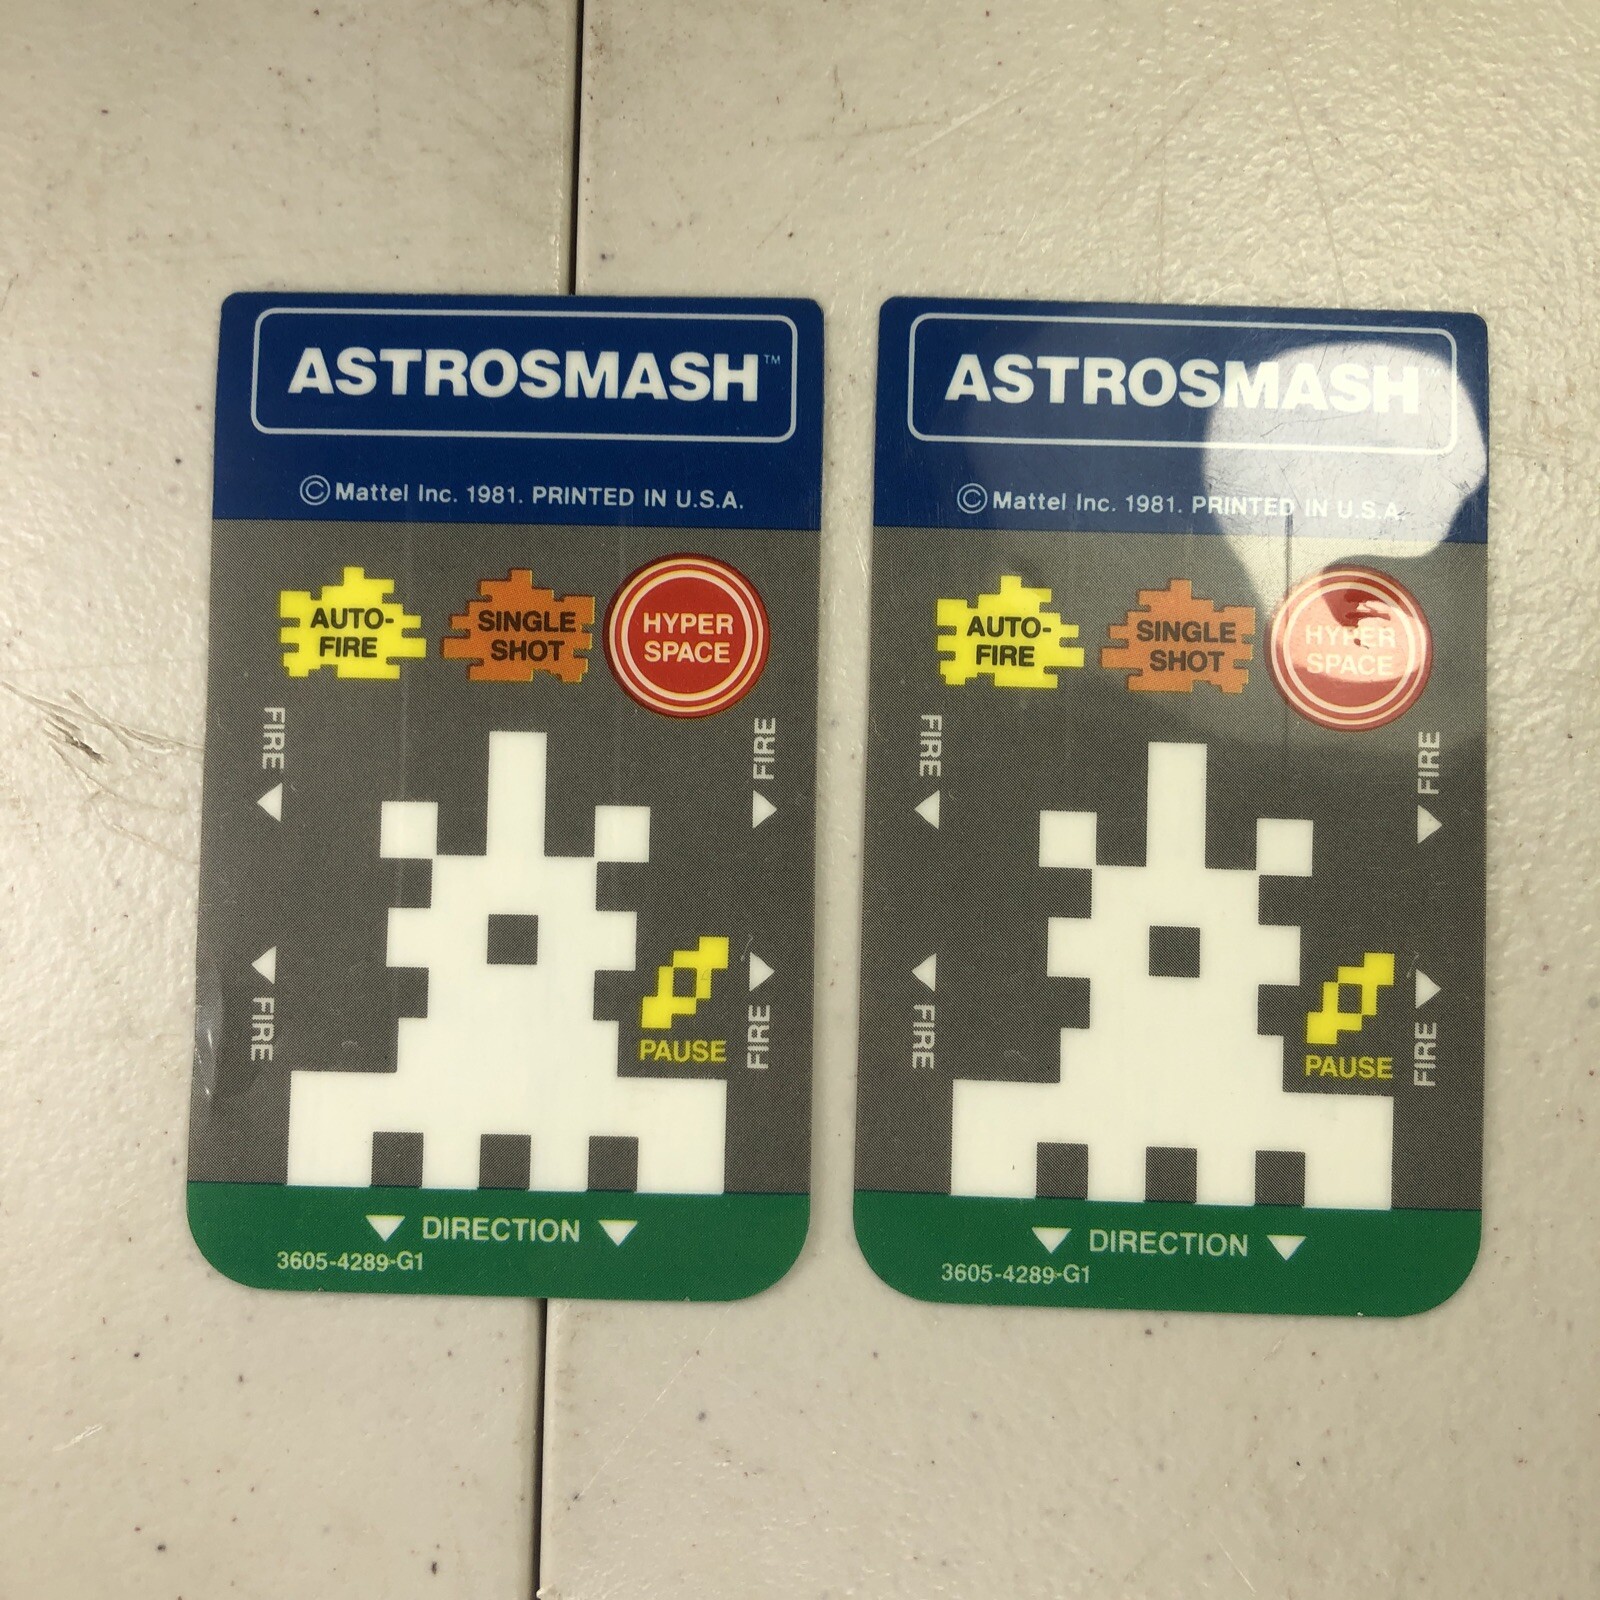 ASTROSMASH™
© Mattel Inc. 1981. PRINTED IN U.S.A.
AUTO-
FIRE
SINGLE
SHOT
HYPER
SPACE
FIRE
FIRE
FIRE
FIRE
PAUSE
DIRECTION
3605-4289-G1
ASTROSMASH
© Mattel Inc. 1981. PRINTED IN U.S.A.
AUTO-
FIRE
SINGLE
SHOT
HYPER
SPACE
FIRE
FIRE
FIRE
FIRE
PAUSE
DIRECTION
3605-4289-G1